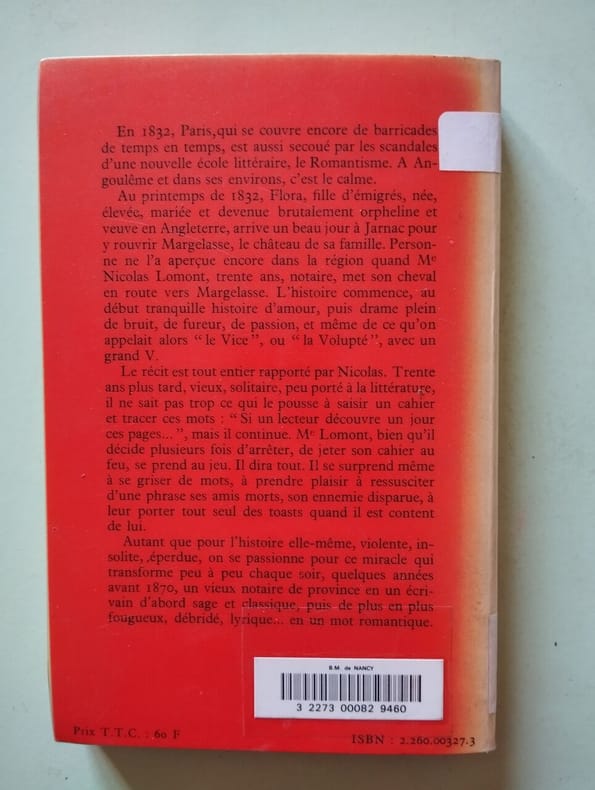 En 1832, Paris, qui se couvre encore de barricades
de temps en temps, est aussi secoué par les scandales
d'une nouvelle école littéraire, le Romantisme. A An-
goulême et dans ses environs, c'est le calme.
Au printemps de 1832, Flora, fille d'émigrés, née,
élevée, mariée et devenue brutalement orpheline et
veuve en Angleterre, arrive un beau jour à Jarnac pour
y rouvrir Margelasse, le château de sa famille. Person-
ne ne l'a aperçue encore dans la région quand Me
Nicolas Lomont, trente ans, notaire, met son cheval
en route vers Margelasse. L'histoire commence, au
début tranquille histoire d'amour, puis drame plein
de bruit, de fureur, de passion, et même de ce qu'on
appelait alors "le Vice", ou "la Volupté", avec un
grand V.
Le récit est tout entier rapporté par Nicolas. Trente
ans plus tard, vieux, solitaire, peu porté à la littérature,
il ne sait pas trop ce qui le pousse à saisir un cahier
et tracer ces mots : "Si un lecteur découvre un jour
ces pages...", mais il continue. Me Lomont, bien qu'il
décide plusieurs fois d'arrêter, de jeter son cahier au
feu, se prend au jeu. Il dira tout. Il se surprend même
à se griser de mots, à prendre plaisir à ressusciter
d'une phrase ses amis morts, son ennemie disparue, à
leur porter tout seul des toasts quand il est content
de lui.
Autant que pour l'histoire elle-même, violente, in-
solite, éperdue, on se passionne pour ce miracle qui
transforme peu à peu chaque soir, quelques années
avant 1870, un vieux notaire de province en un écri-
vain d'abord sage et classique, puis de plus en plus
fougueux, débridé, lyrique... en un mot romantique.
B.M. de NANCY
3 2273 00082 9460
Prix T.T.C. : 60 F
ISBN : 2.260.00327.3